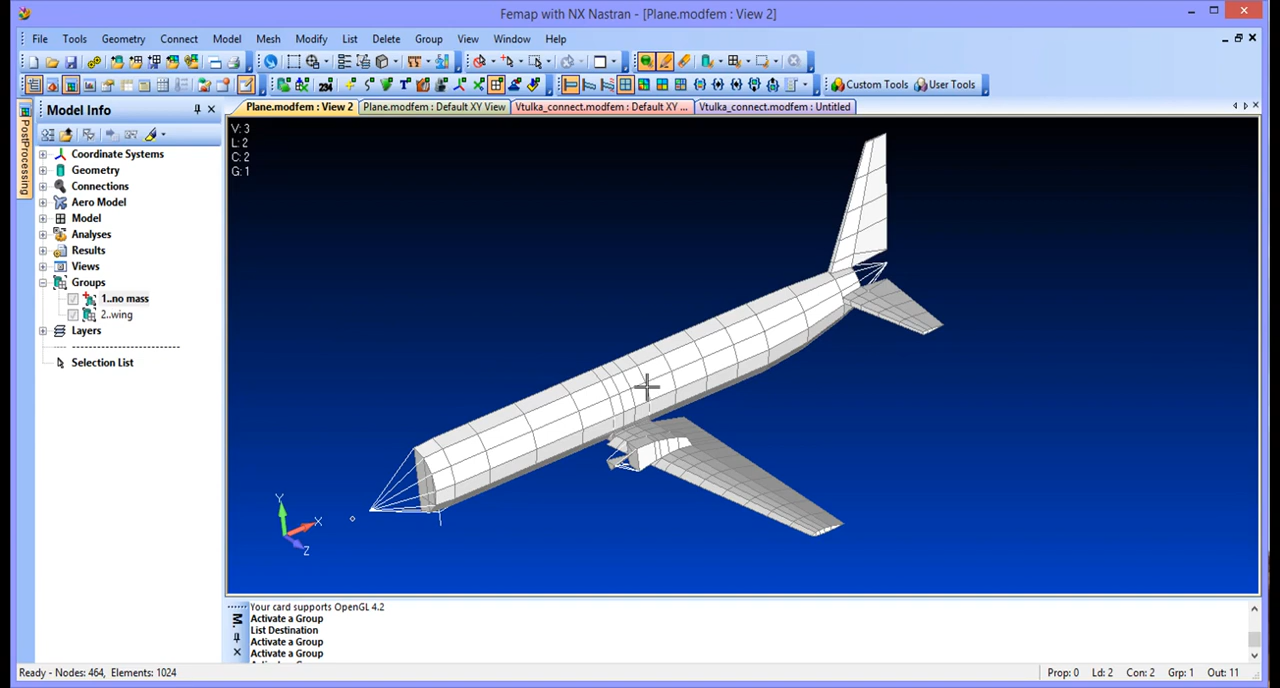 Femap with NX Nastran - [Plane.modfem : View 2]
File Tools Geometry Connect Model Mesh Modify List Delete Group View Window Help
Custom Tools User Tools
Model Info
Plane.modfem : View 2 Plane.modfem : Default XY View Vtulka_connect.modfem : Default XY ... Vtulka_connect.modfem : Untitled
PostProcessing
Coordinate Systems
Geometry
Connections
Aero Model
Model
Analyses
Results
Views
Groups
1..no mass
2..wing
Layers
Selection List
V: 3
L: 2
C: 2
G: 1
Y
X
Z
Your card supports OpenGL 4.2
Activate a Group
List Destination
Activate a Group
Activate a Group
Ready - Nodes: 464, Elements: 1024
Prop: 0 Ld: 2 Con: 2 Grp: 1 Out: 11